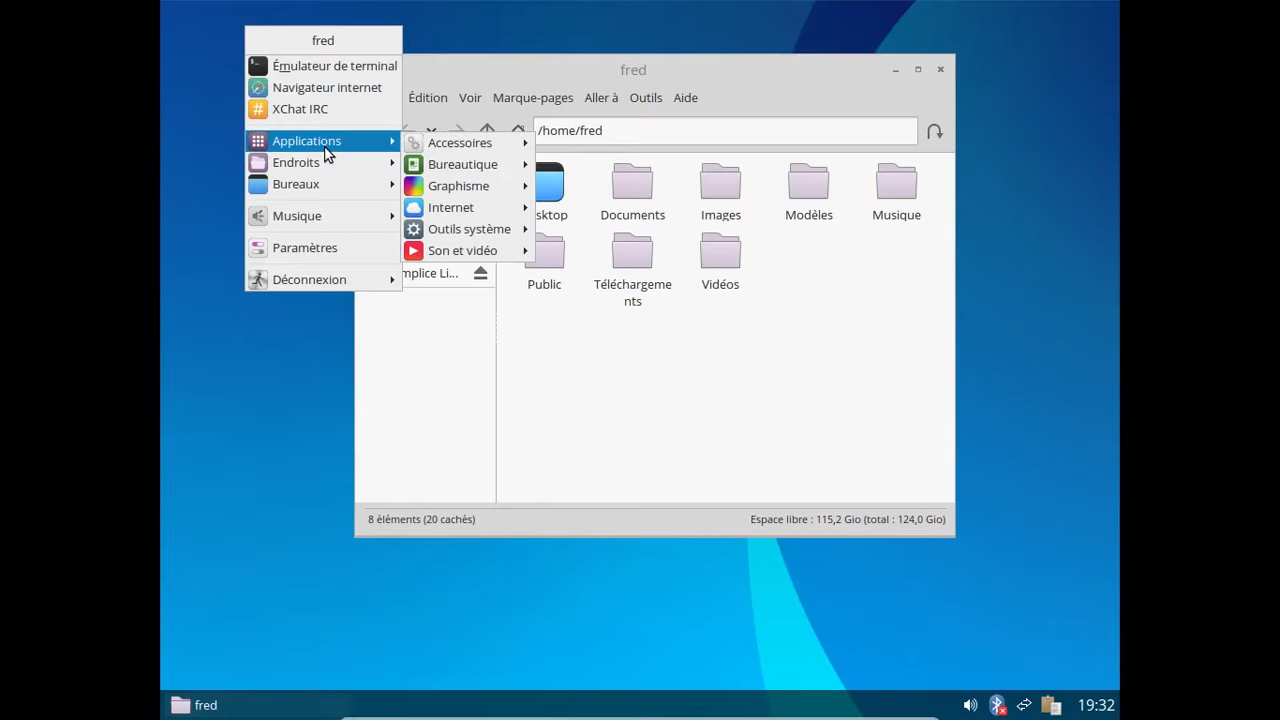 fred
Émulateur de terminal
Navigateur internet
XChat IRC
Applications
Endroits
Bureaux
Musique
Paramètres
Déconnexion
Accessoires
Bureautique
Graphisme
Internet
Outils système
Son et vidéo
fred
Édition Voir Marque-pages Aller à Outils Aide
/home/fred
sktop Documents Images Modèles Musique
mplice Li...
Public Téléchargeme
nts Vidéos
8 éléments (20 cachés) Espace libre : 115,2 Gio (total : 124,0 Gio)
fred 19:32